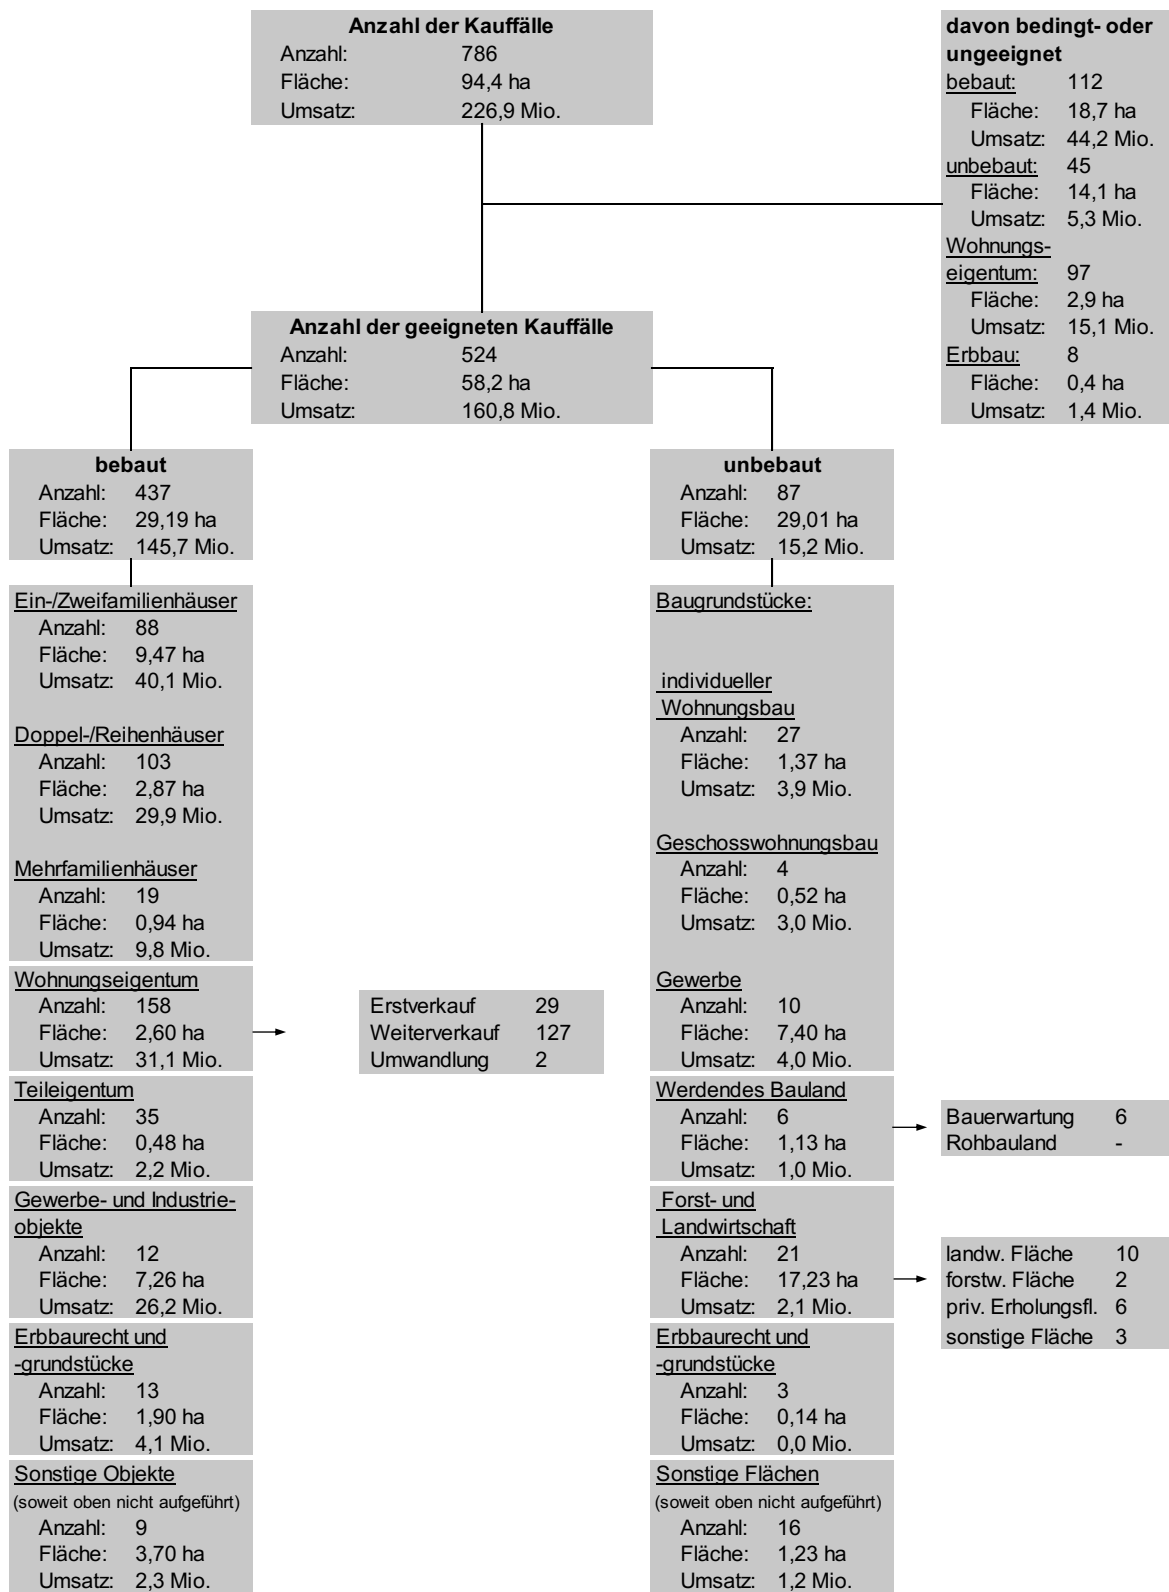 Anzahl der Kauffälle
Anzahl: 786
Fläche: 94,4 ha
Umsatz: 226,9 Mio.
davon bedingt- oder
ungeeignet
bebaut: 112
Fläche: 18,7 ha
Umsatz: 44,2 Mio.
unbebaut: 45
Fläche: 14,1 ha
Umsatz: 5,3 Mio.
Wohnungs-
eigentum: 97
Fläche: 2,9 ha
Umsatz: 15,1 Mio.
Erbbau: 8
Fläche: 0,4 ha
Umsatz: 1,4 Mio.
Anzahl der geeigneten Kauffälle
Anzahl: 524
Fläche: 58,2 ha
Umsatz: 160,8 Mio.
bebaut
Anzahl: 437
Fläche: 29,19 ha
Umsatz: 145,7 Mio.
Ein-/Zweifamilienhäuser
Anzahl: 88
Fläche: 9,47 ha
Umsatz: 40,1 Mio.
Doppel-/Reihenhäuser
Anzahl: 103
Fläche: 2,87 ha
Umsatz: 29,9 Mio.
Mehrfamilienhäuser
Anzahl: 19
Fläche: 0,94 ha
Umsatz: 9,8 Mio.
Wohnungseigentum
Anzahl: 158
Fläche: 2,60 ha
Umsatz: 31,1 Mio.
Erstverkauf 29
Weiterverkauf 127
Umwandlung 2
Teileigentum
Anzahl: 35
Fläche: 0,48 ha
Umsatz: 2,2 Mio.
Gewerbe- und Industrie-
objekte
Anzahl: 12
Fläche: 7,26 ha
Umsatz: 26,2 Mio.
Erbbaurecht und
-grundstücke
Anzahl: 13
Fläche: 1,90 ha
Umsatz: 4,1 Mio.
Sonstige Objekte
(soweit oben nicht aufgeführt)
Anzahl: 9
Fläche: 3,70 ha
Umsatz: 2,3 Mio.
unbebaut
Anzahl: 87
Fläche: 29,01 ha
Umsatz: 15,2 Mio.
Baugrundstücke:
individueller
Wohnungsbau
Anzahl: 27
Fläche: 1,37 ha
Umsatz: 3,9 Mio.
Geschosswohnungsbau
Anzahl: 4
Fläche: 0,52 ha
Umsatz: 3,0 Mio.
Gewerbe
Anzahl: 10
Fläche: 7,40 ha
Umsatz: 4,0 Mio.
Werdendes Bauland
Anzahl: 6
Fläche: 1,13 ha
Umsatz: 1,0 Mio.
Bauerwartung 6
Rohbauland -
Forst- und
Landwirtschaft
Anzahl: 21
Fläche: 17,23 ha
Umsatz: 2,1 Mio.
landw. Fläche 10
forstw. Fläche 2
priv. Erholungsfl. 6
sonstige Fläche 3
Erbbaurecht und
-grundstücke
Anzahl: 3
Fläche: 0,14 ha
Umsatz: 0,0 Mio.
Sonstige Flächen
(soweit oben nicht aufgeführt)
Anzahl: 16
Fläche: 1,23 ha
Umsatz: 1,2 Mio.